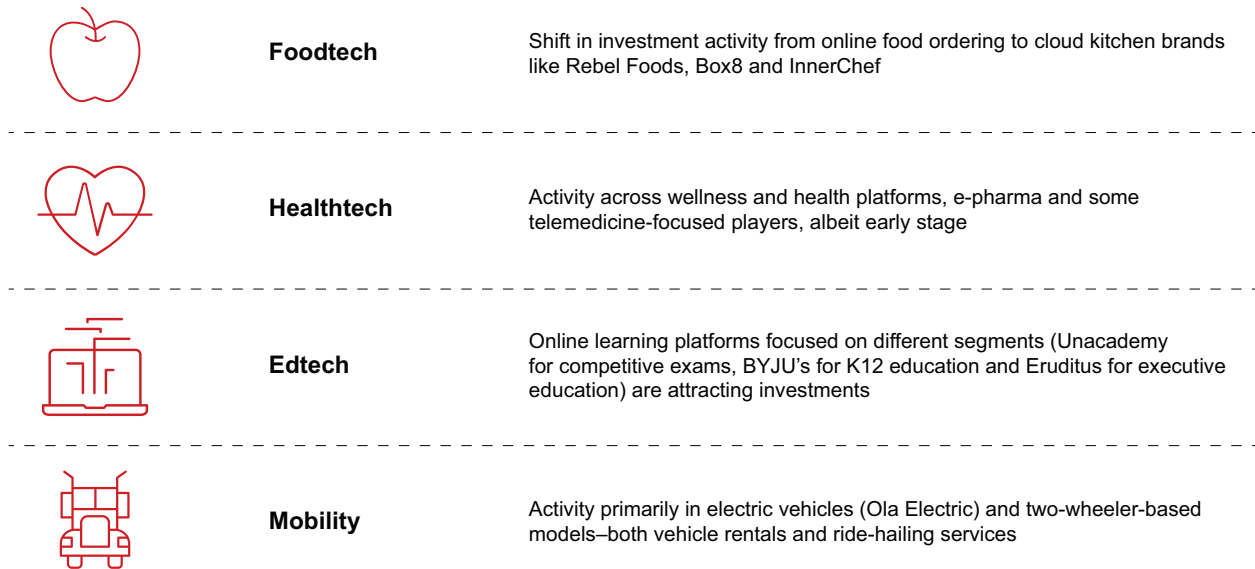 Foodtech
Shift in investment activity from online food ordering to cloud kitchen brands
like Rebel Foods, Box8 and InnerChef
Healthtech
Activity across wellness and health platforms, e-pharma and some
telemedicine-focused players, albeit early stage
Edtech
Online learning platforms focused on different segments (Unacademy
for competitive exams, BYJU’s for K12 education and Eruditus for executive
education) are attracting investments
Mobility
Activity primarily in electric vehicles (Ola Electric) and two-wheeler-based
models–both vehicle rentals and ride-hailing services